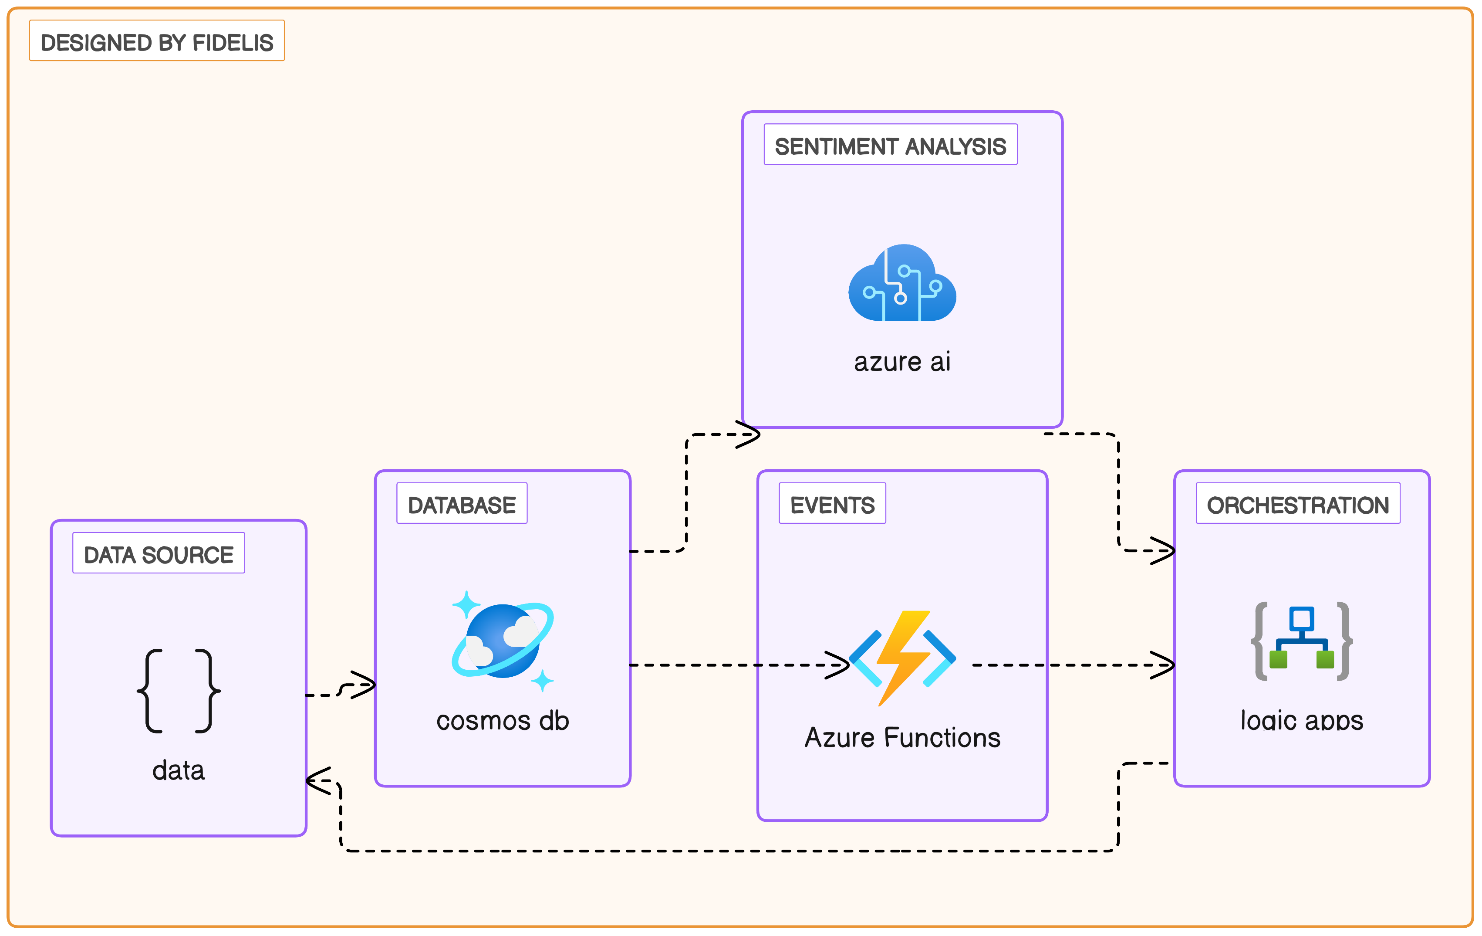 DESIGNED BY FIDELIS
SENTIMENT ANALYSIS
azure ai
DATABASE
cosmos db
EVENTS
Azure Functions
ORCHESTRATION
logic apps
DATA SOURCE
data